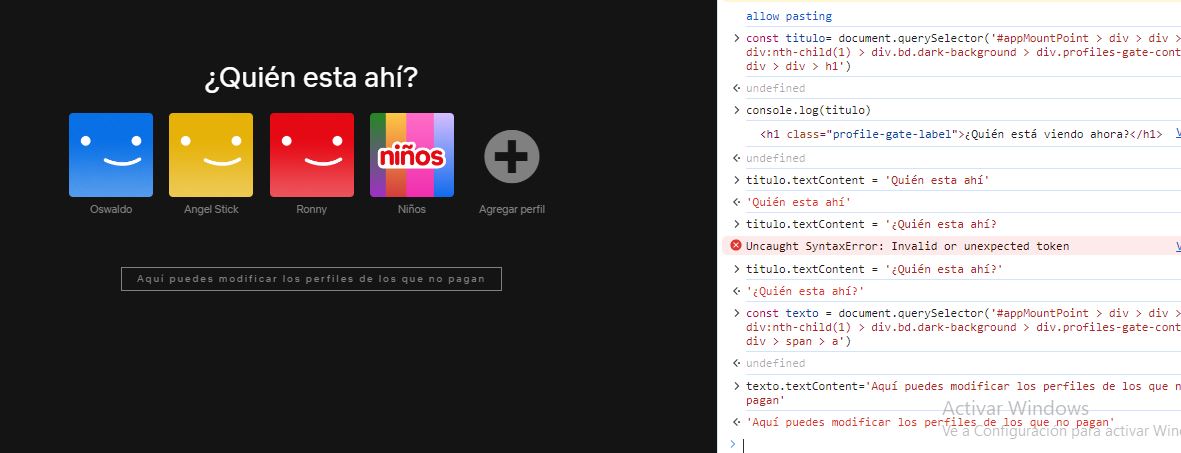 ¿Quién esta ahí?
niños
Oswaldo
Angel Stick
Ronny
Niños
Agregar perfil
Aquí puedes modificar los perfiles de los que no pagan
allow pasting
const titulo= document.querySelector('#appMountPoint > div > div >
div:nth-child(1) > div.bd.dark-background > div.profiles-gate-cont
div > div > h1')
undefined
console.log(titulo)
<h1 class="profile-gate-label">¿Quién está viendo ahora?</h1>
undefined
titulo.textContent = 'Quién esta ahí'
'Quién esta ahí'
titulo.textContent = '¿Quién esta ahí?
Uncaught SyntaxError: Invalid or unexpected token
titulo.textContent = '¿Quién esta ahí?'
'¿Quién esta ahí?'
const texto = document.querySelector('#appMountPoint > div > div >
div:nth-child(1) > div.bd.dark-background > div.profiles-gate-cont
div > span > a')
undefined
texto.textContent='Aquí puedes modificar los perfiles de los que n
pagan'
'Aquí puedes modificar los perfiles de los que no pagan'
Activar Windows
Ve a Configuración para activar Win